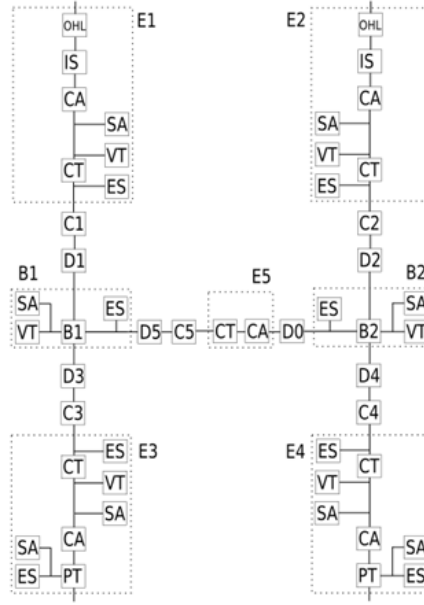 OHL E1 E2 OHL
IS IS
CA CA
SA SA
VT VT
CT CT
ES ES
C1 C2
D1 D2
B1 E5 B2
SA ES ES SA
VT B1 D5 C5 CT CA D0 B2 VT
D3 D4
C3 C4
ES E3 E4 ES
CT CT
VT VT
SA SA
CA CA
SA SA
ES PT PT ES